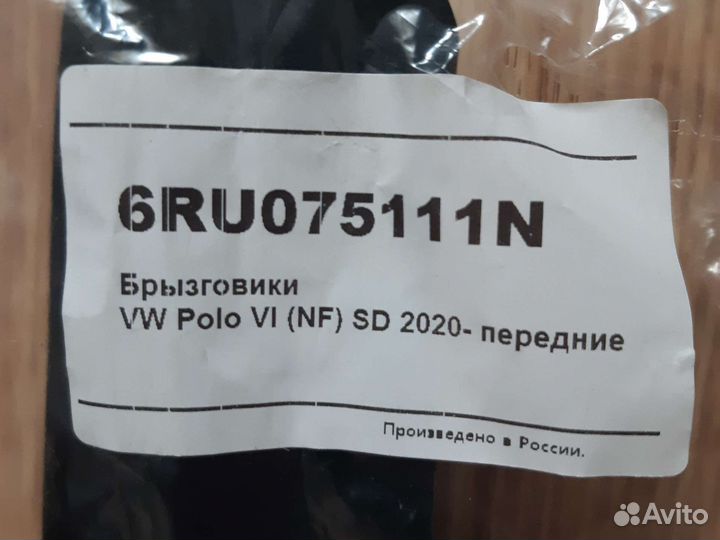 6RU075111N
Брызговики
VW Polo VI (NF) SD 2020- передние
Произведено в России.
Avito